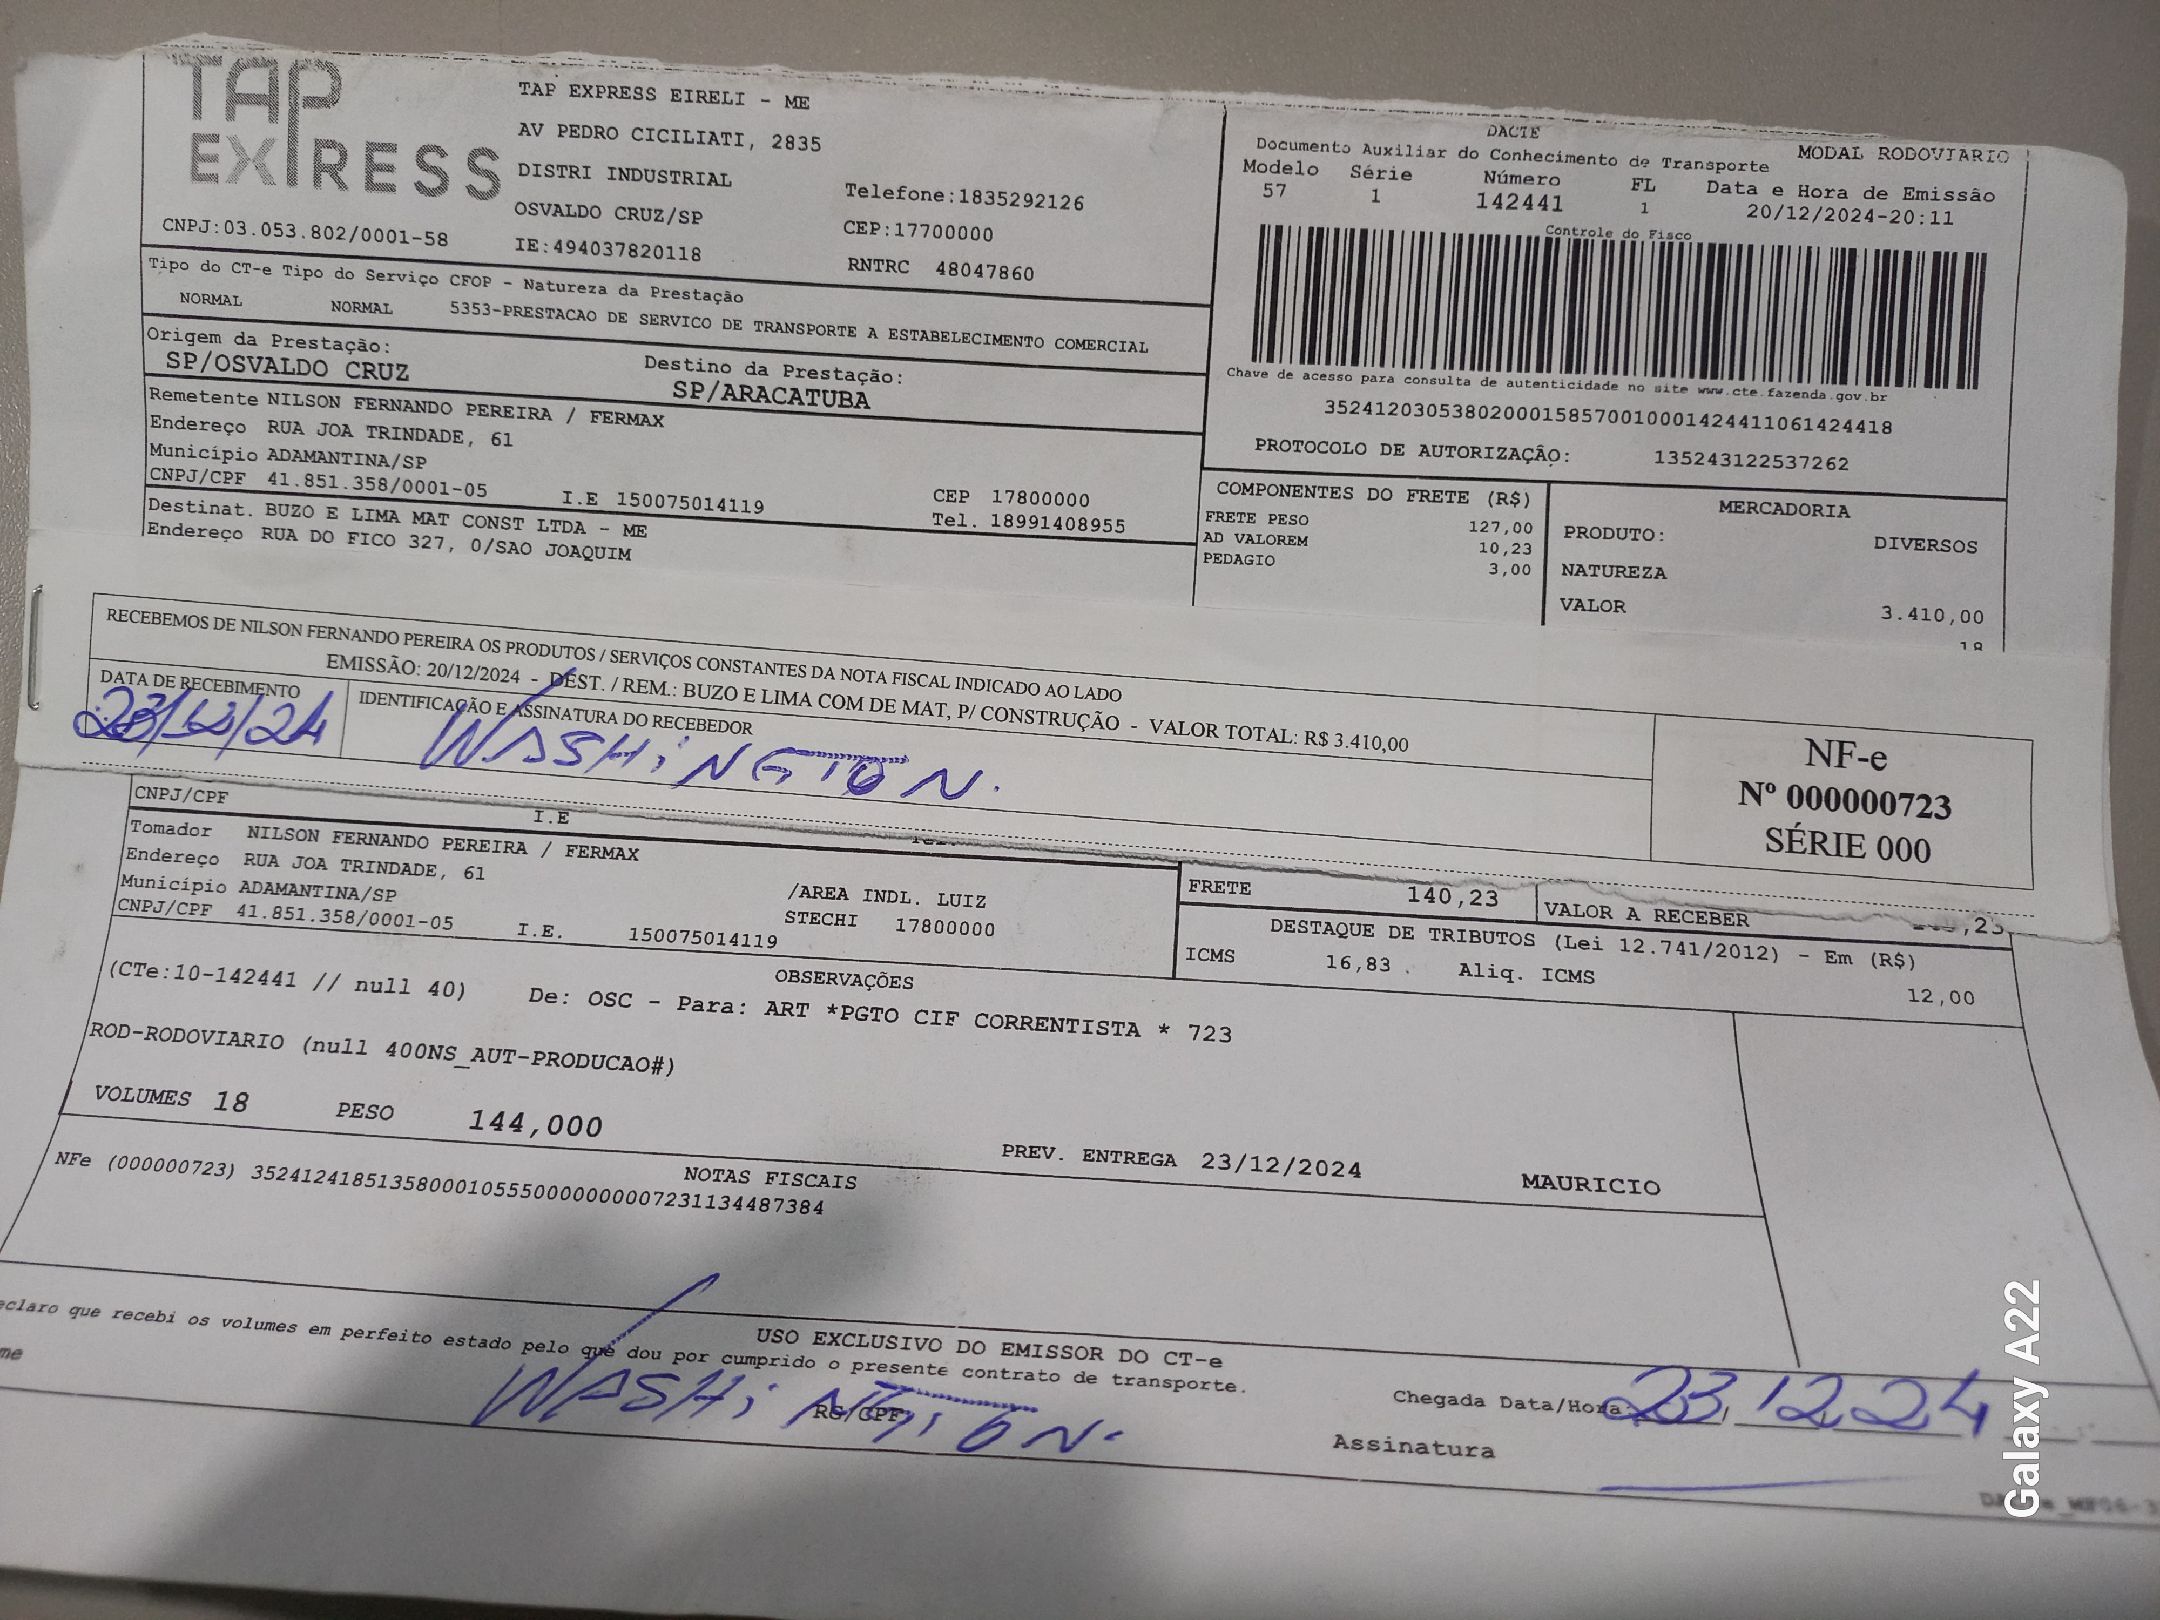 TAP
EXPRESS
TAP EXPRESS EIRELI - ME
AV PEDRO CICILIATI, 2835
DISTRI INDUSTRIAL
Telefone:1835292126
OSVALDO CRUZ/SP
CEP:17700000
CNPJ:03.053.802/0001-58
IE:494037820118
RNTRC 48047860
DACTE
Documento Auxiliar do Conhecimento de Transporte
MODAL RODOVIARIO
Modelo Série Número FL Data e Hora de Emissão
57 1 142441 1 20/12/2024-20:11
Controle do Fisco
Chave de acesso para consulta de autenticidade no site www.cte.fazenda.gov.br
35241203053802000158570010001424411061424418
PROTOCOLO DE AUTORIZAÇÃO: 135243122537262
Tipo do CT-e Tipo do Serviço CFOP - Natureza da Prestação
NORMAL NORMAL 5353-PRESTACAO DE SERVICO DE TRANSPORTE A ESTABELECIMENTO COMERCIAL
Origem da Prestação: Destino da Prestação:
SP/OSVALDO CRUZ SP/ARACATUBA
Remetente NILSON FERNANDO PEREIRA / FERMAX
Endereço RUA JOA TRINDADE, 61
Município ADAMANTINA/SP CEP 17800000
CNPJ/CPF 41.851.358/0001-05 I.E 150075014119 Tel. 18991408955
Destinat. BUZO E LIMA MAT CONST LTDA - ME
Endereço RUA DO FICO 327, 0/SAO JOAQUIM
COMPONENTES DO FRETE (R$)
FRETE PESO 127,00
AD VALOREM 10,23
PEDAGIO 3,00
MERCADORIA
PRODUTO: DIVERSOS
NATUREZA
VALOR 3.410,00
18
RECEBEMOS DE NILSON FERNANDO PEREIRA OS PRODUTOS / SERVIÇOS CONSTANTES DA NOTA FISCAL INDICADO AO LADO
EMISSÃO: 20/12/2024 - DEST. / REM.: BUZO E LIMA COM DE MAT, P/ CONSTRUÇÃO - VALOR TOTAL: R$ 3.410,00
DATA DE RECEBIMENTO IDENTIFICAÇÃO E ASSINATURA DO RECEBEDOR
23/12/24 WASHiNGTON.
NF-e
Nº 000000723
SÉRIE 000
CNPJ/CPF I.E
Tomador NILSON FERNANDO PEREIRA / FERMAX
Endereço RUA JOA TRINDADE, 61 /AREA INDL. LUIZ
Município ADAMANTINA/SP STECHI 17800000
CNPJ/CPF 41.851.358/0001-05 I.E. 150075014119
FRETE 140,23 VALOR A RECEBER
DESTAQUE DE TRIBUTOS (Lei 12.741/2012) - Em (R$)
ICMS 16,83 Aliq. ICMS 12,00
OBSERVAÇÕES
(CTe:10-142441 // null 40) De: OSC - Para: ART *PGTO CIF CORRENTISTA * 723
ROD-RODOVIARIO (null 400NS_AUT-PRODUCAO#)
VOLUMES 18 PESO 144,000 PREV. ENTREGA 23/12/2024 MAURICIO
NOTAS FISCAIS
NFe (000000723) 35241241851358000105550000000007231134487384
USO EXCLUSIVO DO EMISSOR DO CT-e
eclaro que recebi os volumes em perfeito estado pelo que dou por cumprido o presente contrato de transporte.
me RG/CPF
WASHiNGTON.
Chegada Data/Hora: 23 12 24
Assinatura
Galaxy A22